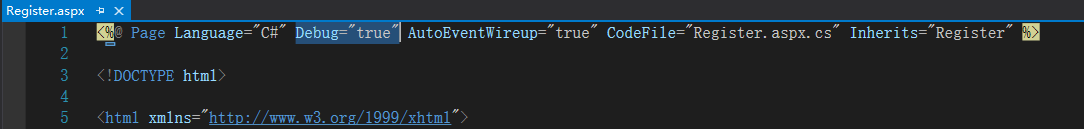 Register.aspx
1 <%@ Page Language="C#" Debug="true" AutoEventWireup="true" CodeFile="Register.aspx.cs" Inherits="Register" %>
2
3 <!DOCTYPE html>
4
5 <html xmlns="http://www.w3.org/1999/xhtml">